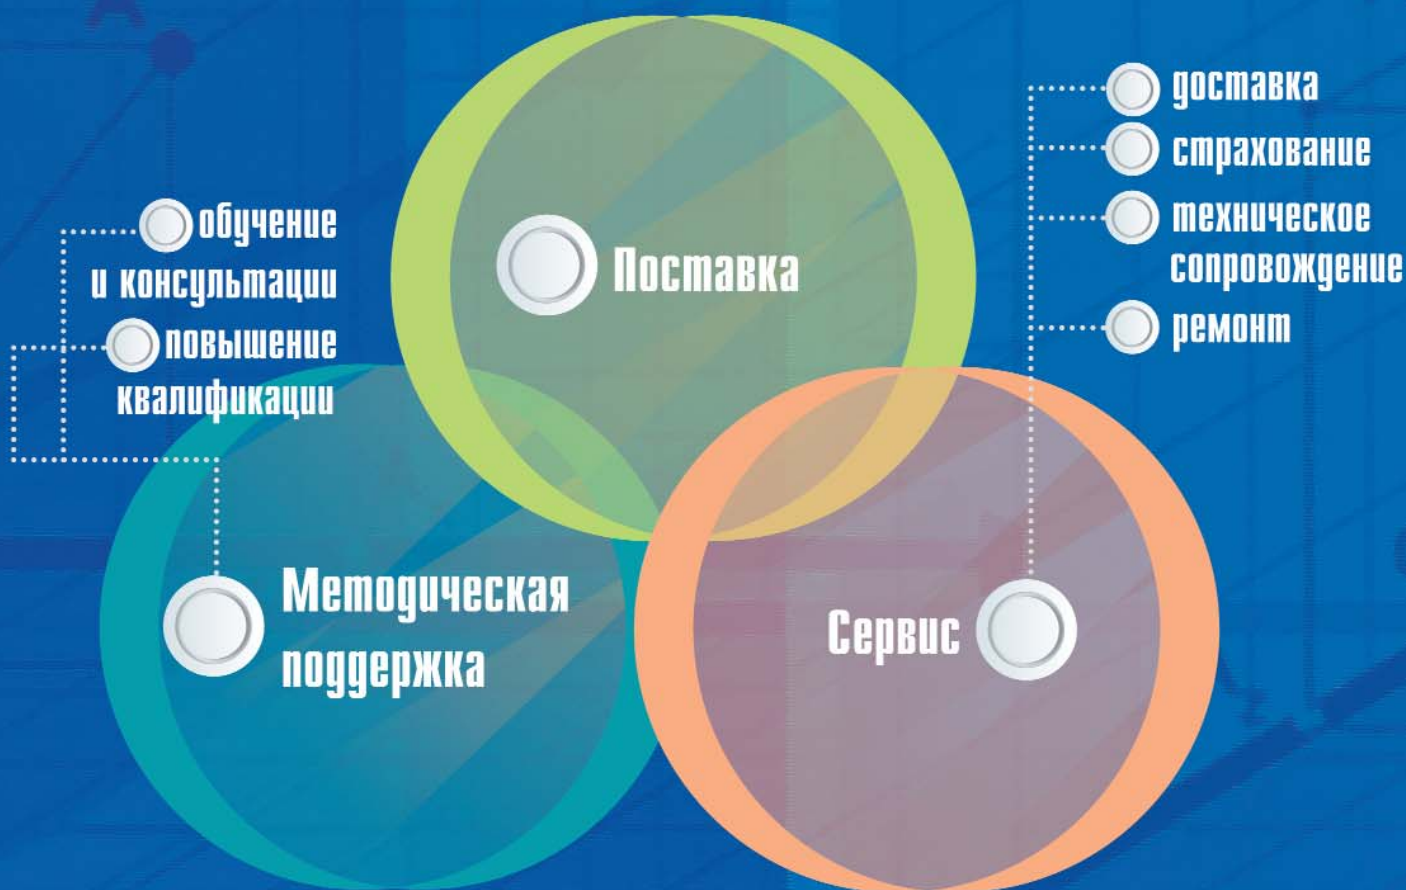 обучение
и консультации
повышение
квалификации
Поставка
доставка
страхование
техническое
сопровождение
ремонт
Методическая
поддержка
Сервис